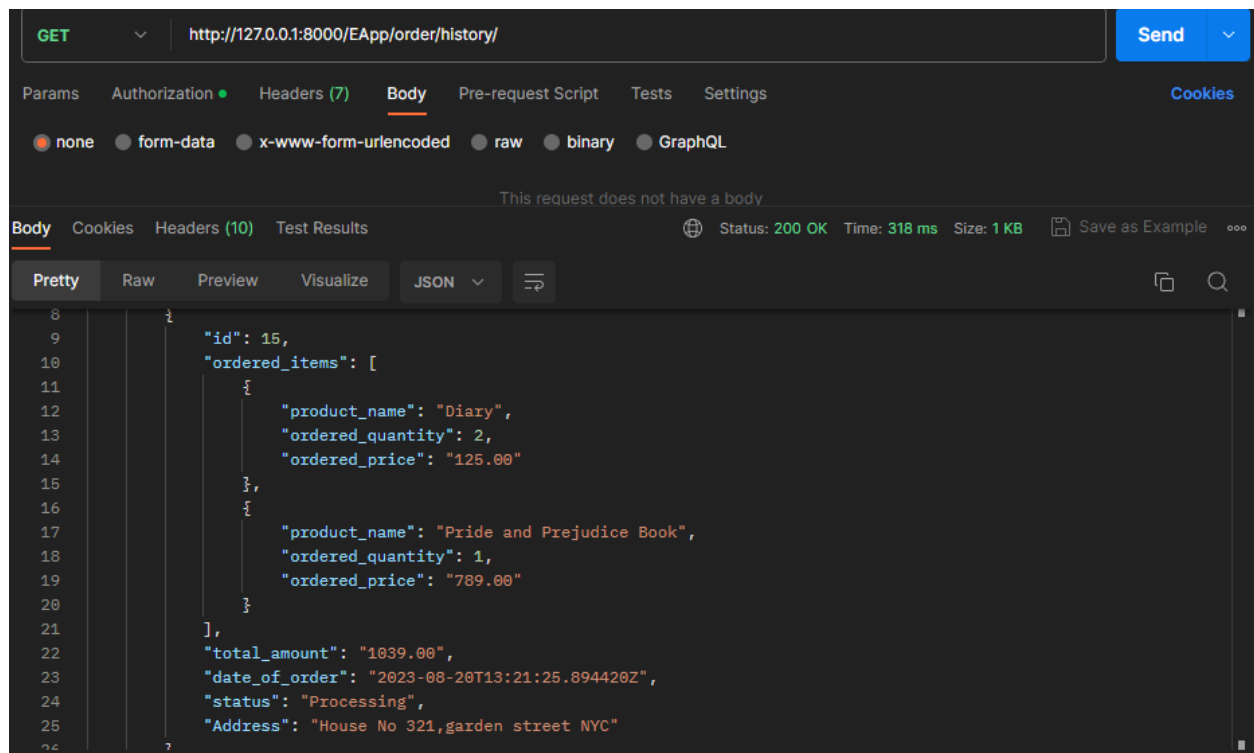 GET http://127.0.0.1:8000/EApp/order/history/ Send
Params Authorization Headers (7) Body Pre-request Script Tests Settings Cookies
none form-data x-www-form-urlencoded raw binary GraphQL
This request does not have a body
Body Cookies Headers (10) Test Results Status: 200 OK Time: 318 ms Size: 1 KB Save as Example
Pretty Raw Preview Visualize JSON
8 {
9 "id": 15,
10 "ordered_items": [
11 {
12 "product_name": "Diary",
13 "ordered_quantity": 2,
14 "ordered_price": "125.00"
15 },
16 {
17 "product_name": "Pride and Prejudice Book",
18 "ordered_quantity": 1,
19 "ordered_price": "789.00"
20 }
21 ],
22 "total_amount": "1039.00",
23 "date_of_order": "2023-08-20T13:21:25.894420Z",
24 "status": "Processing",
25 "Address": "House No 321,garden street NYC"
26 }